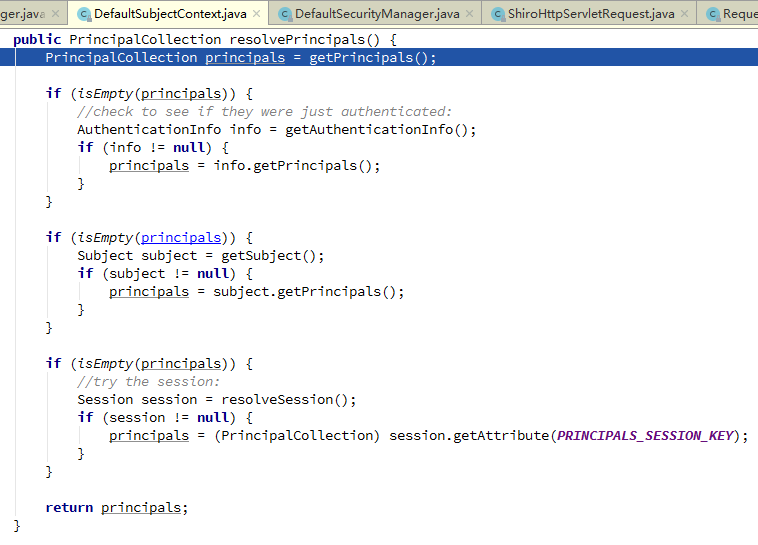 ger.java DefaultSubjectContext.java DefaultSecurityManager.java ShiroHttpServletRequest.java Reque
public PrincipalCollection resolvePrincipals() {
    PrincipalCollection principals = getPrincipals();
    if (isEmpty(principals)) {
        //check to see if they were just authenticated:
        AuthenticationInfo info = getAuthenticationInfo();
        if (info != null) {
            principals = info.getPrincipals();
        }
    }
    if (isEmpty(principals)) {
        Subject subject = getSubject();
        if (subject != null) {
            principals = subject.getPrincipals();
        }
    }
    if (isEmpty(principals)) {
        //try the session:
        Session session = resolveSession();
        if (session != null) {
            principals = (PrincipalCollection) session.getAttribute(PRINCIPALS_SESSION_KEY);
        }
    }
    return principals;
}